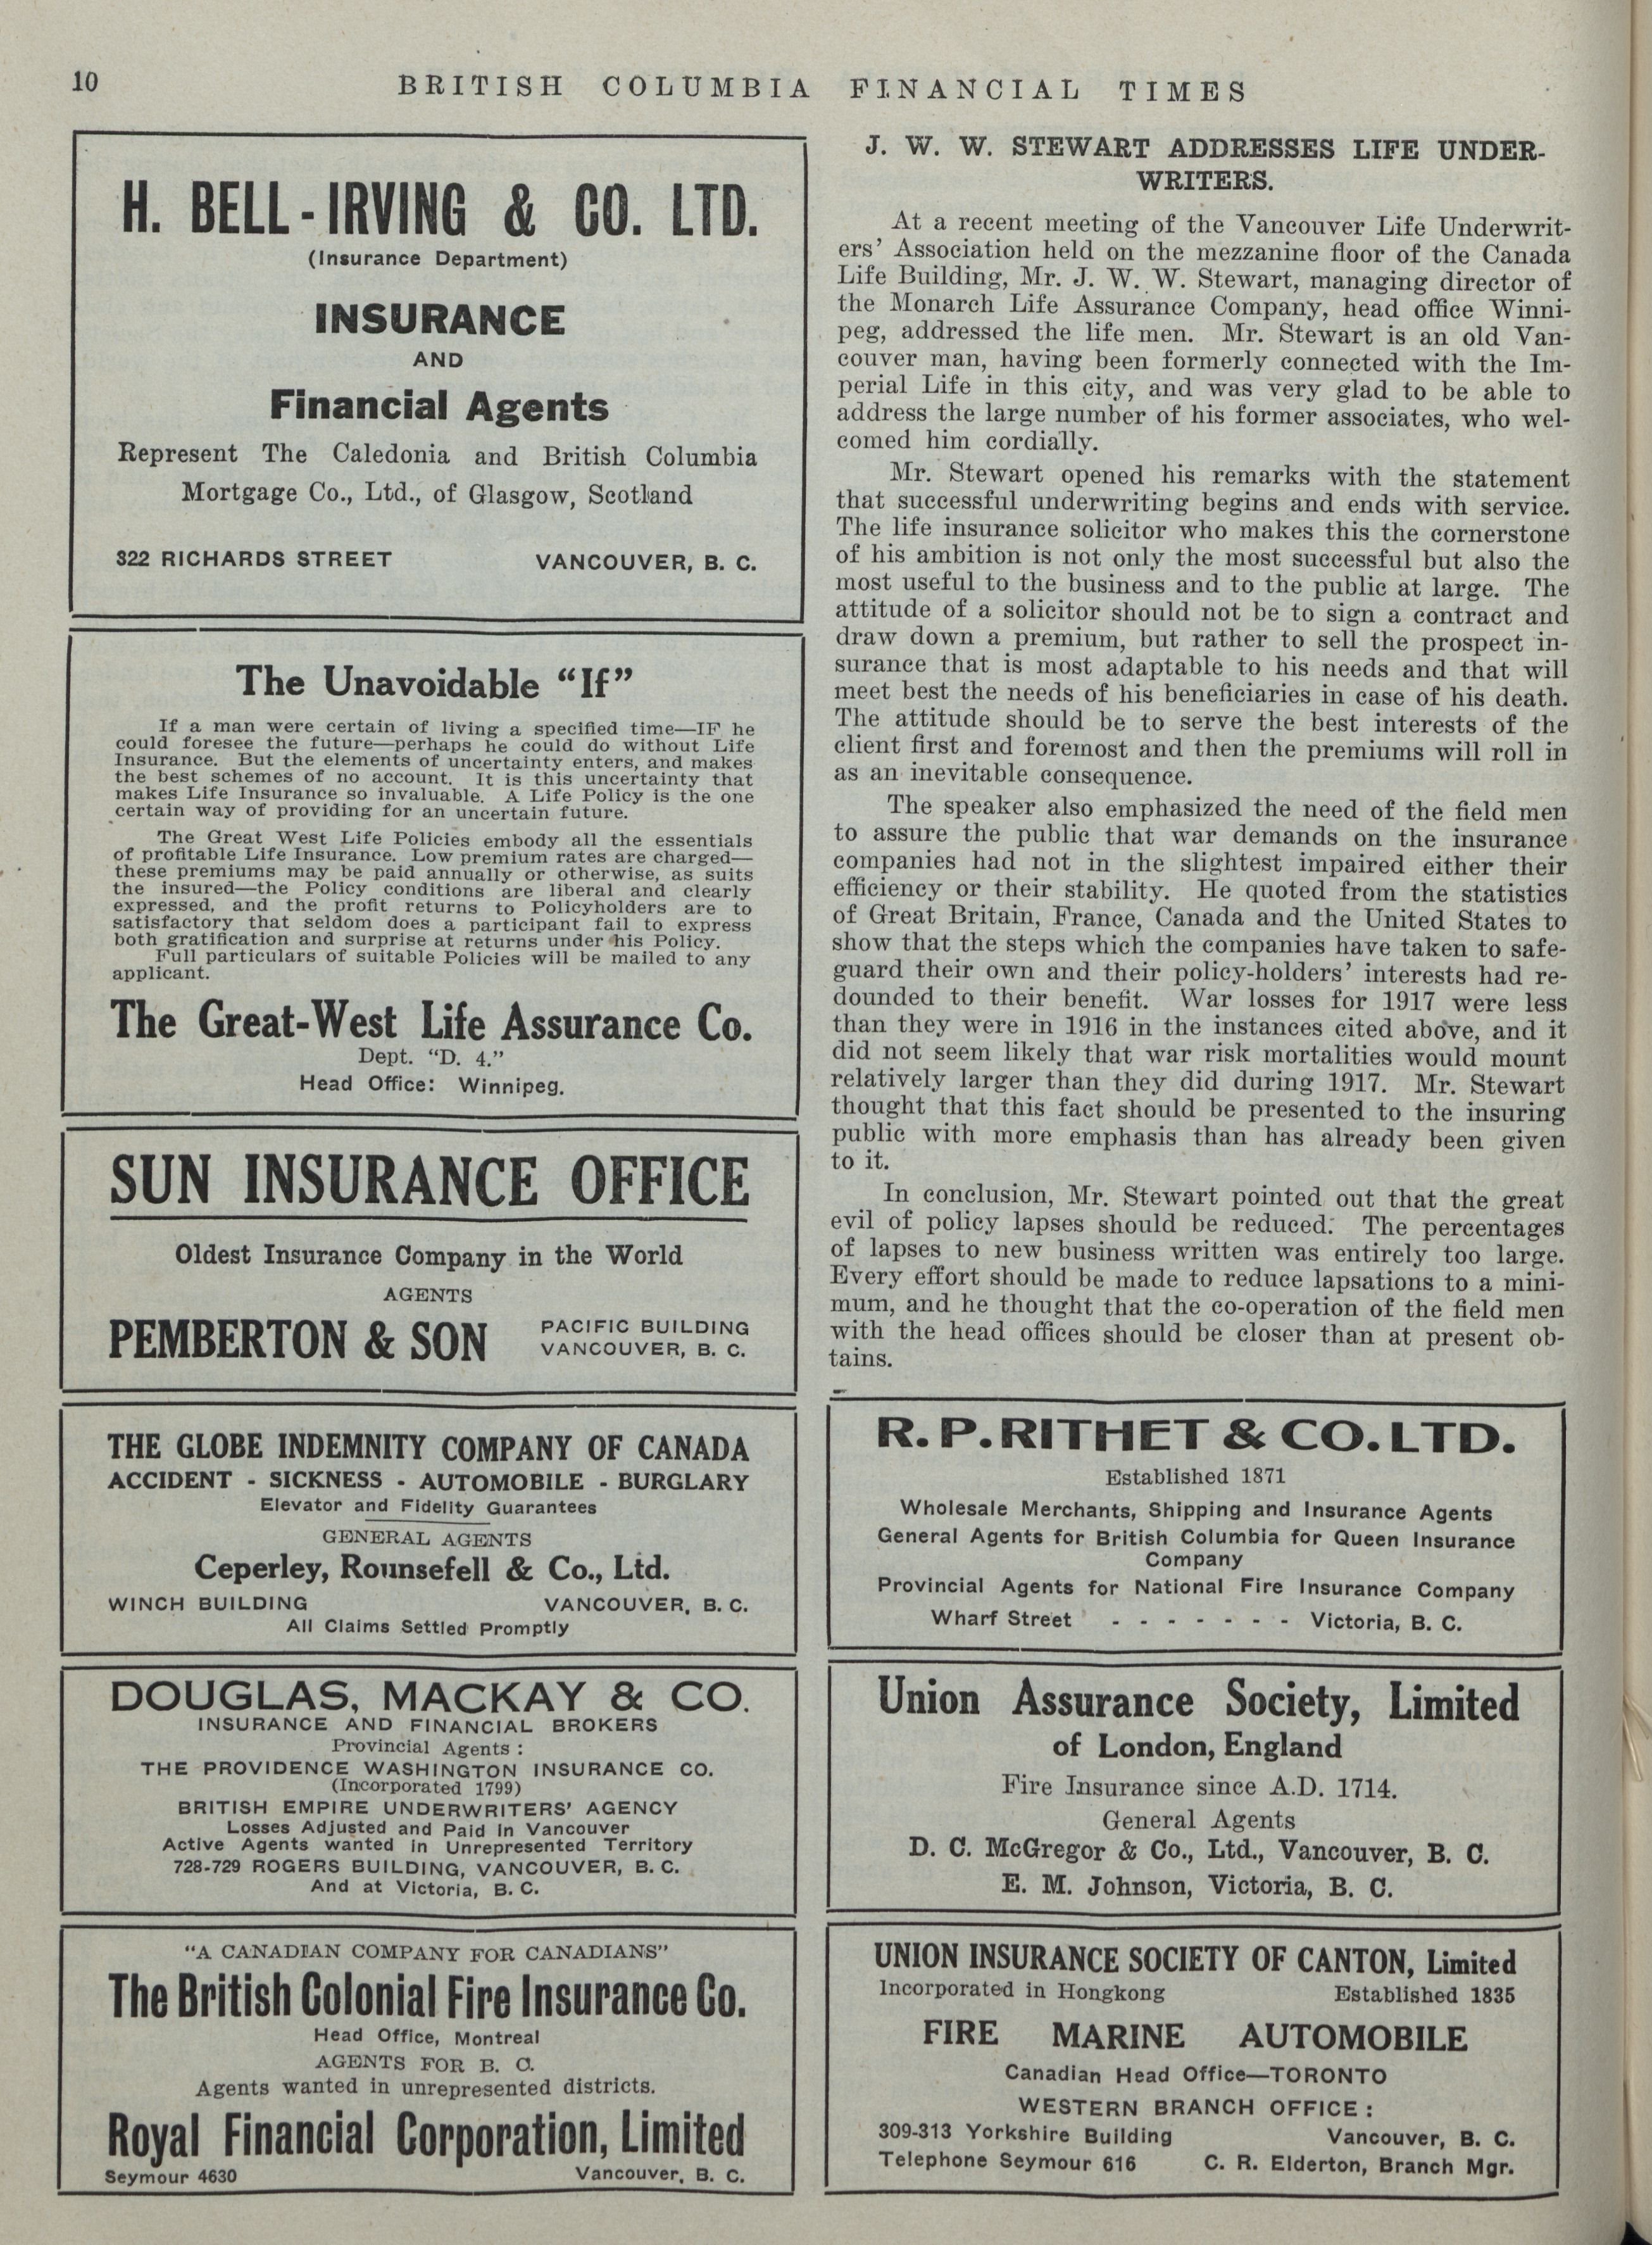 10
BRITISH COLUMBIA FINANCIAL TIMES
H. BELL-IRVING & CO. LTD.
(Insurance Department)
INSURANCE
AND
Financial Agents
Represent The Caledonia and British Columbia
Mortgage Co., Ltd., of Glasgow, Scotland
322 RICHARDS STREET VANCOUVER, B. C.
The Unavoidable "If"
If a man were certain of living a specified time—IF he
could foresee the future—perhaps he could do without Life
Insurance. But the elements of uncertainty enters, and makes
the best schemes of no account. It is this uncertainty that
makes Life Insurance so invaluable. A Life Policy is the one
certain way of providing for an uncertain future.
The Great West Life Policies embody all the essentials
of profitable Life Insurance. Low premium rates are charged—
these premiums may be paid annually or otherwise, as suits
the insured—the Policy conditions are liberal and clearly
expressed, and the profit returns to Policyholders are to
satisfactory that seldom does a participant fail to express
both gratification and surprise at returns under his Policy.
Full particulars of suitable Policies will be mailed to any
applicant.
The Great-West Life Assurance Co.
Dept. "D. 4."
Head Office: Winnipeg.
SUN INSURANCE OFFICE
Oldest Insurance Company in the World
AGENTS
PEMBERTON & SON
PACIFIC BUILDING
VANCOUVER, B. C.
THE GLOBE INDEMNITY COMPANY OF CANADA
ACCIDENT - SICKNESS - AUTOMOBILE - BURGLARY
Elevator and Fidelity Guarantees
GENERAL AGENTS
Ceperley, Rounsefell & Co., Ltd.
WINCH BUILDING VANCOUVER, B. C.
All Claims Settled Promptly
DOUGLAS, MACKAY & CO.
INSURANCE AND FINANCIAL BROKERS
Provincial Agents :
THE PROVIDENCE WASHINGTON INSURANCE CO.
(Incorporated 1799)
BRITISH EMPIRE UNDERWRITERS' AGENCY
Losses Adjusted and Paid in Vancouver
Active Agents wanted in Unrepresented Territory
728-729 ROGERS BUILDING, VANCOUVER, B. C.
And at Victoria, B. C.
"A CANADIAN COMPANY FOR CANADIANS"
The British Colonial Fire Insurance Co.
Head Office, Montreal
AGENTS FOR B. C.
Agents wanted in unrepresented districts.
Royal Financial Corporation, Limited
Seymour 4630 Vancouver, B. C.
J. W. W. STEWART ADDRESSES LIFE UNDER-
WRITERS.
At a recent meeting of the Vancouver Life Underwrit-
ers' Association held on the mezzanine floor of the Canada
Life Building, Mr. J. W. W. Stewart, managing director of
the Monarch Life Assurance Company, head office Winni-
peg, addressed the life men. Mr. Stewart is an old Van-
couver man, having been formerly connected with the Im-
perial Life in this city, and was very glad to be able to
address the large number of his former associates, who wel-
comed him cordially.
Mr. Stewart opened his remarks with the statement
that successful underwriting begins and ends with service.
The life insurance solicitor who makes this the cornerstone
of his ambition is not only the most successful but also the
most useful to the business and to the public at large. The
attitude of a solicitor should not be to sign a contract and
draw down a premium, but rather to sell the prospect in-
surance that is most adaptable to his needs and that will
meet best the needs of his beneficiaries in case of his death.
The attitude should be to serve the best interests of the
client first and foremost and then the premiums will roll in
as an inevitable consequence.
The speaker also emphasized the need of the field men
to assure the public that war demands on the insurance
companies had not in the slightest impaired either their
efficiency or their stability. He quoted from the statistics
of Great Britain, France, Canada and the United States to
show that the steps which the companies have taken to safe-
guard their own and their policy-holders' interests had re-
dounded to their benefit. War losses for 1917 were less
than they were in 1916 in the instances cited above, and it
did not seem likely that war risk mortalities would mount
relatively larger than they did during 1917. Mr. Stewart
thought that this fact should be presented to the insuring
public with more emphasis than has already been given
to it.
In conclusion, Mr. Stewart pointed out that the great
evil of policy lapses should be reduced. The percentages
of lapses to new business written was entirely too large.
Every effort should be made to reduce lapsations to a mini-
mum, and he thought that the co-operation of the field men
with the head offices should be closer than at present ob-
tains.
R. P. RITHET & CO. LTD.
Established 1871
Wholesale Merchants, Shipping and Insurance Agents
General Agents for British Columbia for Queen Insurance
Company
Provincial Agents for National Fire Insurance Company
Wharf Street - - - - - - - Victoria, B. C.
Union Assurance Society, Limited
of London, England
Fire Insurance since A.D. 1714.
General Agents
D. C. McGregor & Co., Ltd., Vancouver, B. C.
E. M. Johnson, Victoria, B. C.
UNION INSURANCE SOCIETY OF CANTON, Limited
Incorporated in Hongkong Established 1835
FIRE MARINE AUTOMOBILE
Canadian Head Office—TORONTO
WESTERN BRANCH OFFICE :
309-313 Yorkshire Building Vancouver, B. C.
Telephone Seymour 616 C. R. Elderton, Branch Mgr.